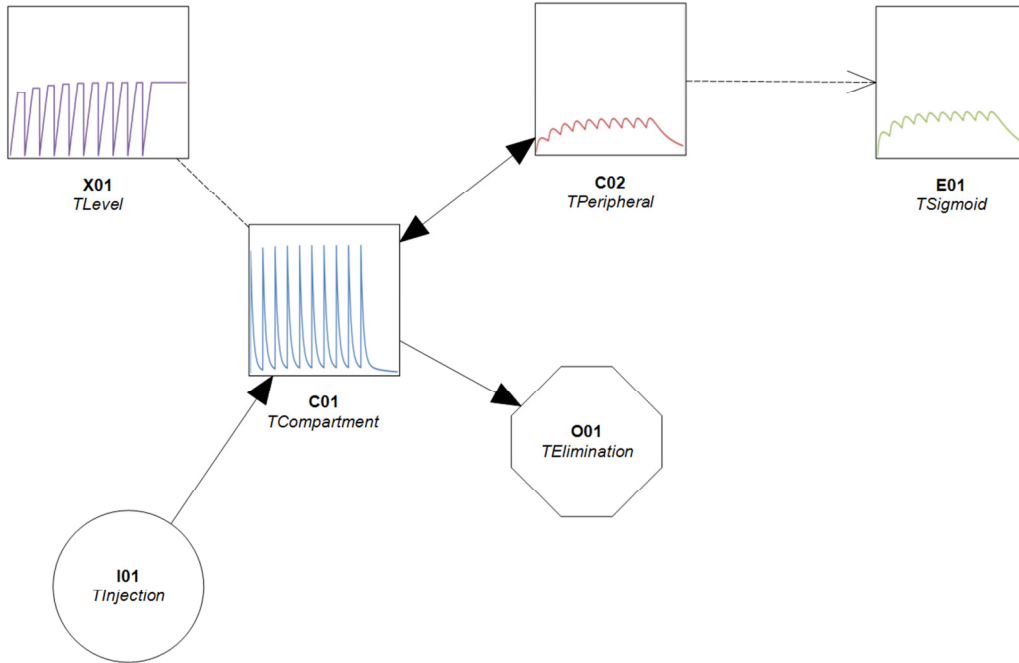 X01
TLevel
C02
TPeripheral
E01
TSigmoid
C01
TCompartment
O01
TElimination
I01
TInjection